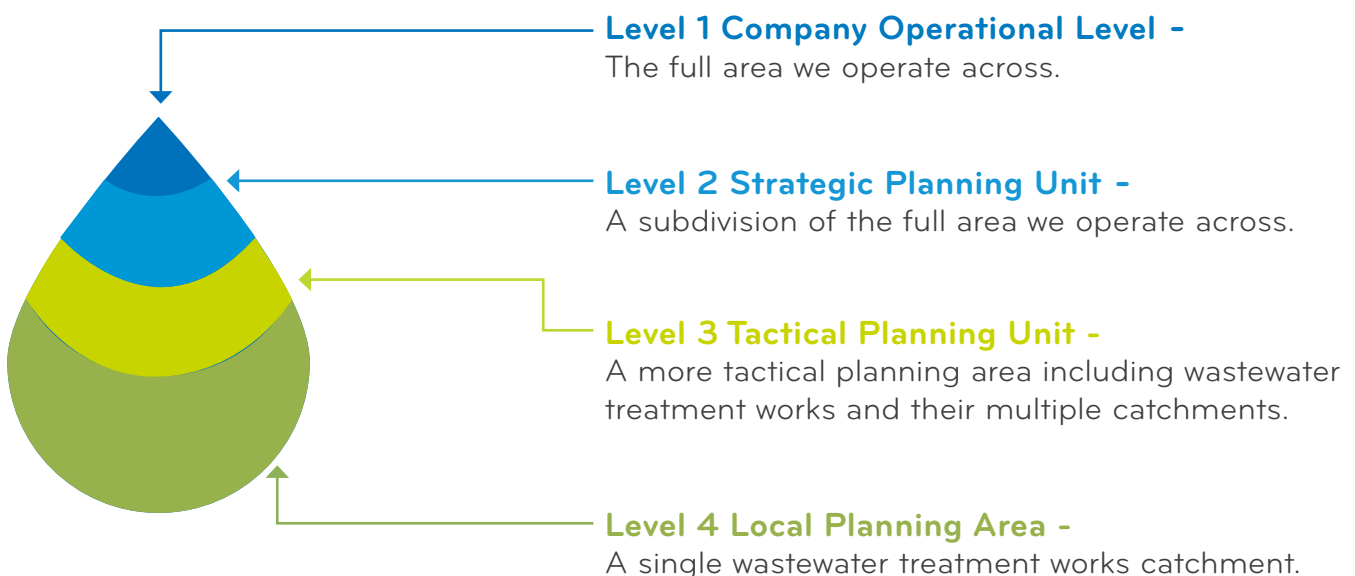 Level 1 Company Operational Level -
The full area we operate across.
Level 2 Strategic Planning Unit -
A subdivision of the full area we operate across.
Level 3 Tactical Planning Unit -
A more tactical planning area including wastewater
treatment works and their multiple catchments.
Level 4 Local Planning Area -
A single wastewater treatment works catchment.